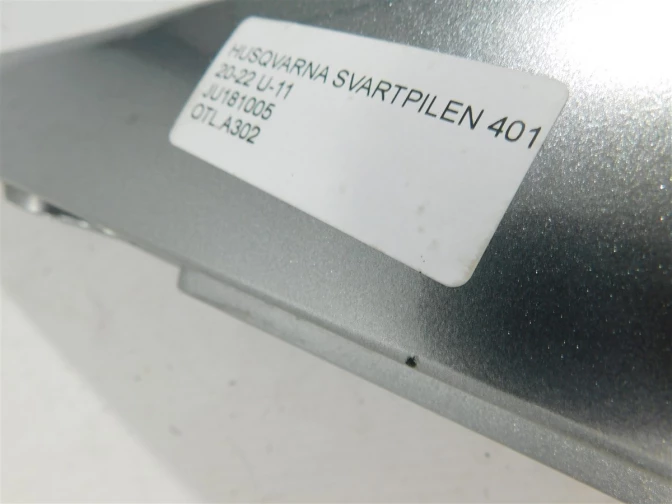 HUSQVARNA SVARTPILEN 401
20-22 U-11
JU181005
OTL.A302